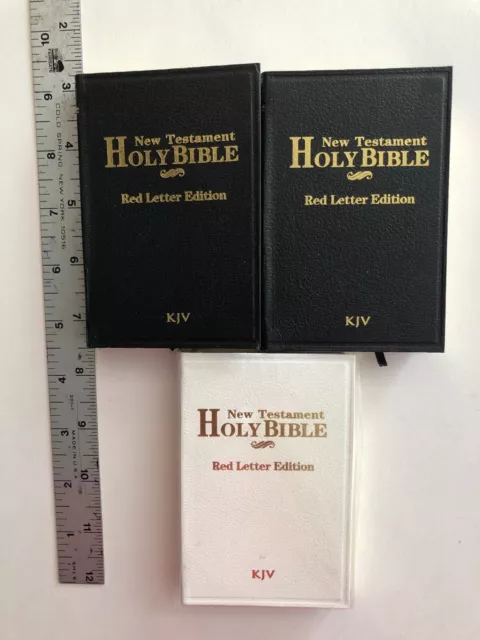 New Testament
HOLY BIBLE
Red Letter Edition
KJV
New Testament
HOLY BIBLE
Red Letter Edition
KJV
New Testament
HOLY BIBLE
Red Letter Edition
KJV
COLD SPRING NEW YORK 10516
MADE IN U.S.A.
1
2
3
4
5
6
7
8
9
10
11
12